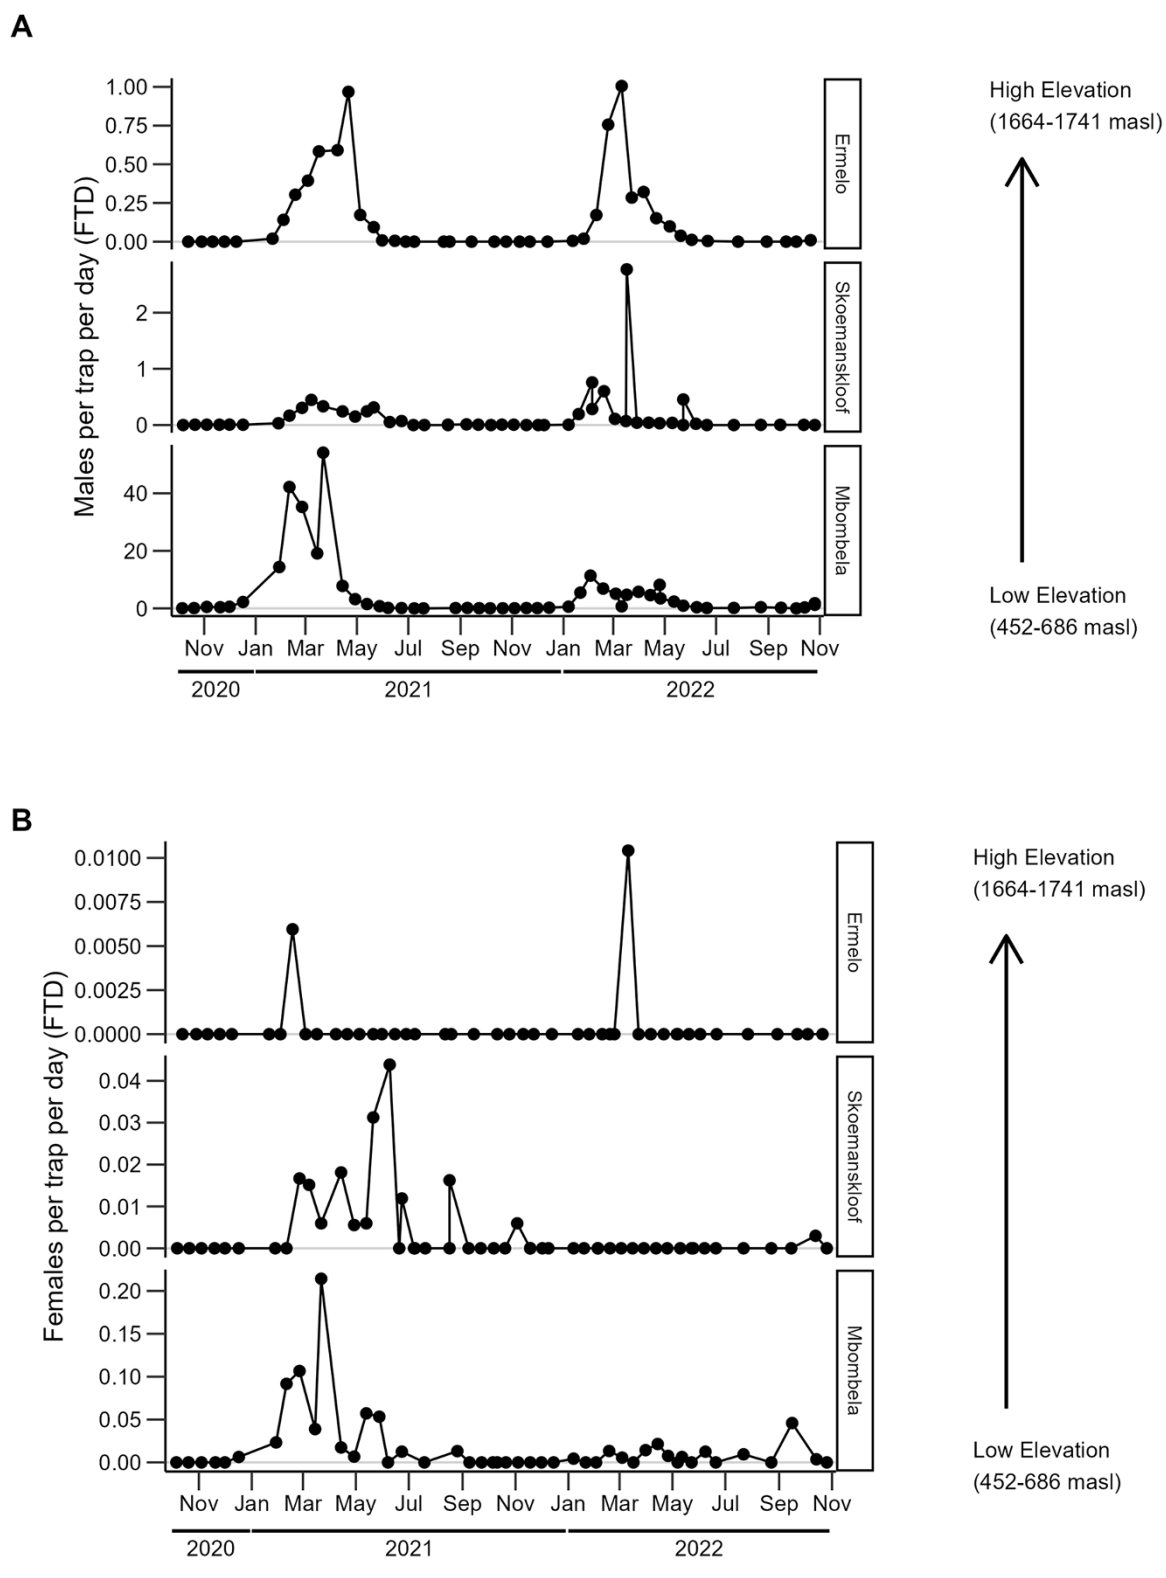 A
Males per trap per day (FTD)
1.00
0.75
0.50
0.25
0.00
Ermelo
2
1
0
Skoemanskloof
40
20
0
Mbombela
Nov Jan Mar May Jul Sep Nov Jan Mar May Jul Sep Nov
2020 2021 2022
High Elevation
(1664-1741 masl)
Low Elevation
(452-686 masl)
B
Females per trap per day (FTD)
0.0100
0.0075
0.0050
0.0025
0.0000
Ermelo
0.04
0.03
0.02
0.01
0.00
Skoemanskloof
0.20
0.15
0.10
0.05
0.00
Mbombela
Nov Jan Mar May Jul Sep Nov Jan Mar May Jul Sep Nov
2020 2021 2022
High Elevation
(1664-1741 masl)
Low Elevation
(452-686 masl)